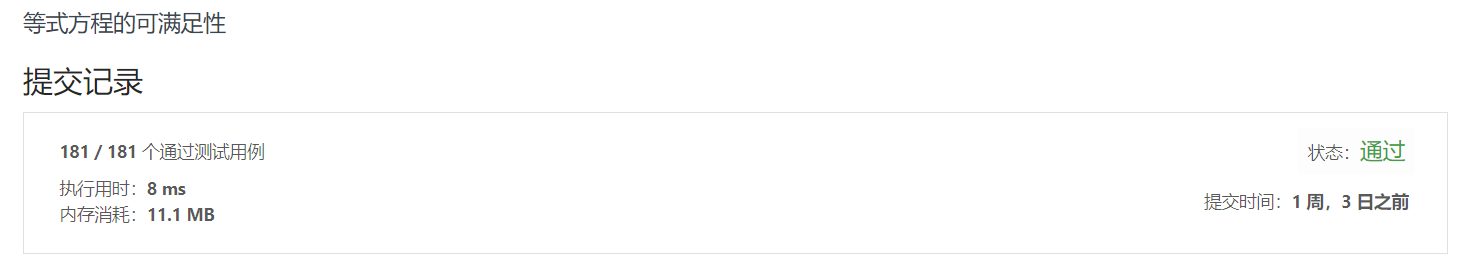 等式方程的可满足性
提交记录
181 / 181 个通过测试用例
状态：通过
执行用时：8 ms
提交时间：1 周，3 日之前
内存消耗：11.1 MB